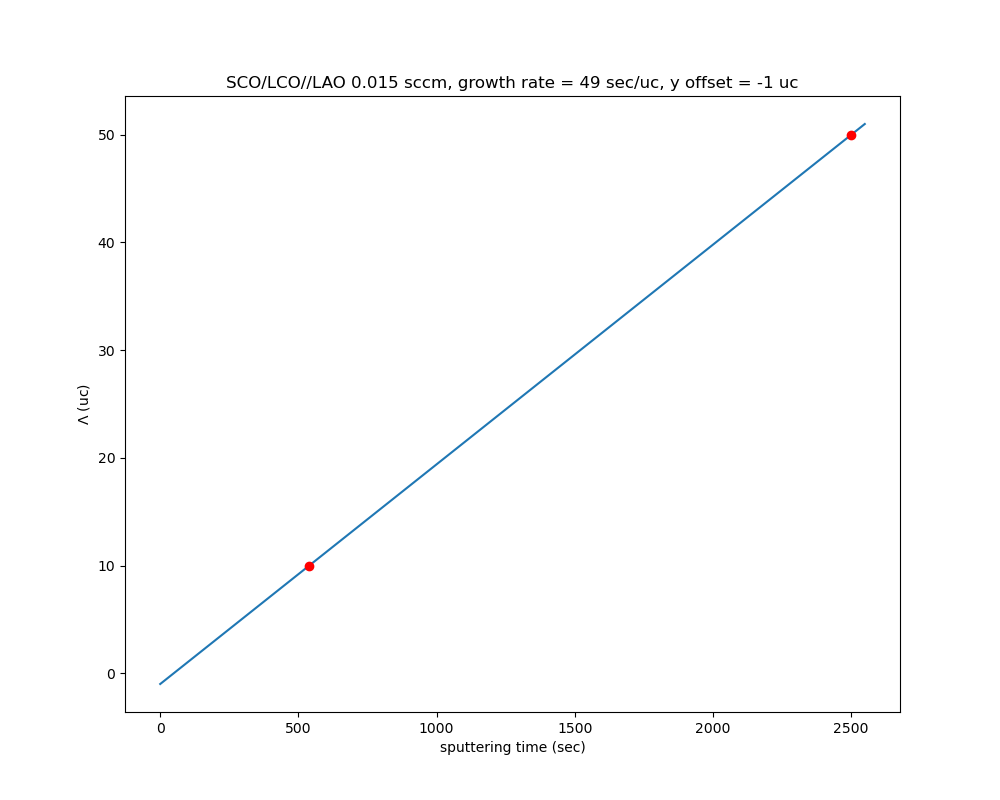 SCO/LCO//LAO 0.015 sccm, growth rate = 49 sec/uc, y offset = -1 uc
50
40
30
20
10
0
Λ (uc)
0 500 1000 1500 2000 2500
sputtering time (sec)